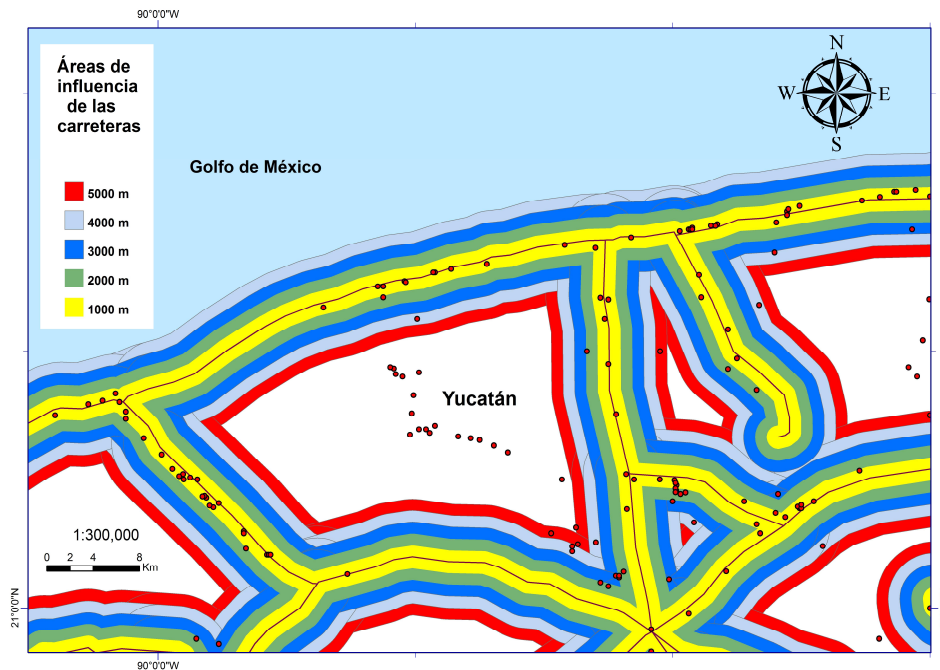 90°0'0"W
Áreas de
influencia
de las
carreteras
5000 m
4000 m
3000 m
2000 m
1000 m
N
W
E
S
Golfo de México
Yucatán
1:300,000
0 2 4 8
Km
21°0'0"N
90°0'0"W